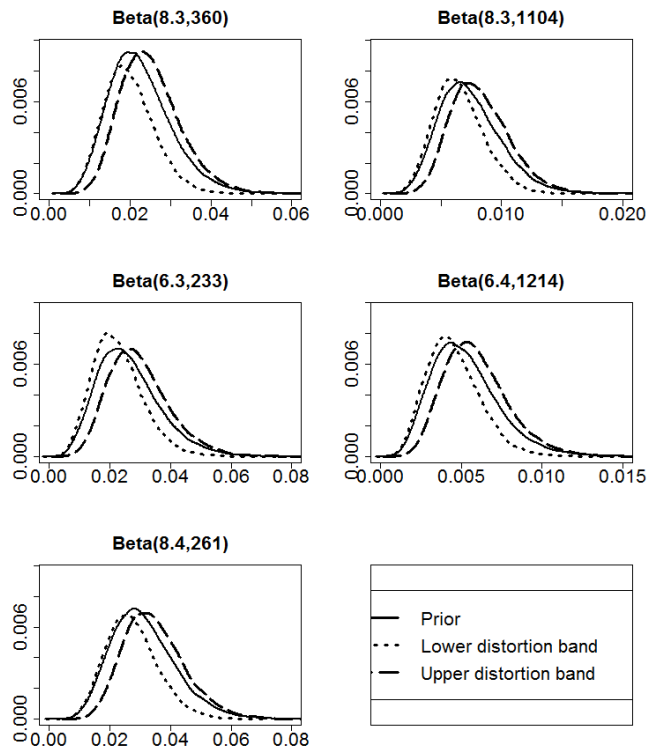 Beta(8.3,360)
0.000 0.006
0.00 0.02 0.04 0.06
Beta(8.3,1104)
0.000 0.006
0.000 0.010 0.020
Beta(6.3,233)
0.000 0.006
0.00 0.02 0.04 0.06 0.08
Beta(6.4,1214)
0.000 0.006
0.000 0.005 0.010 0.015
Beta(8.4,261)
0.000 0.006
0.00 0.02 0.04 0.06 0.08
Prior
Lower distortion band
Upper distortion band